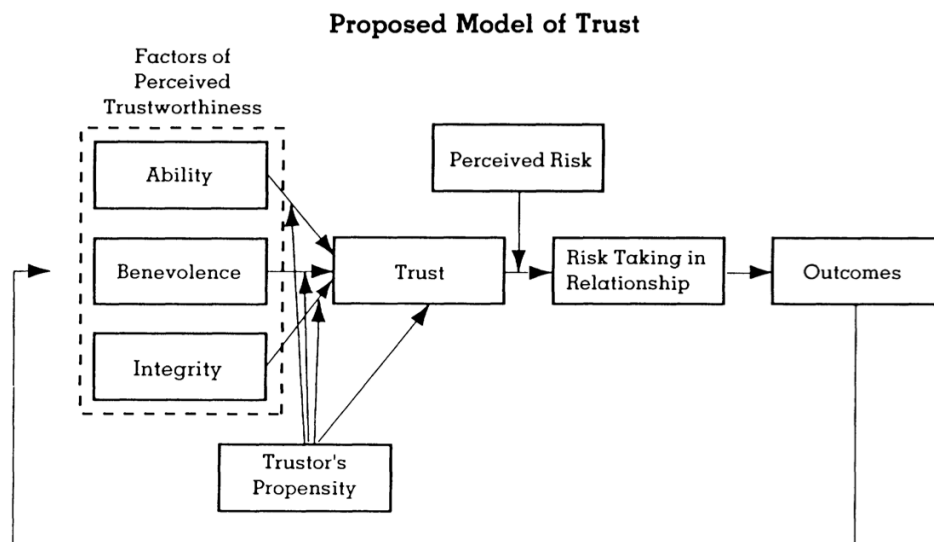 Proposed Model of Trust
Factors of
Perceived
Trustworthiness
Ability
Benevolence
Integrity
Trustor's
Propensity
Trust
Perceived Risk
Risk Taking in
Relationship
Outcomes